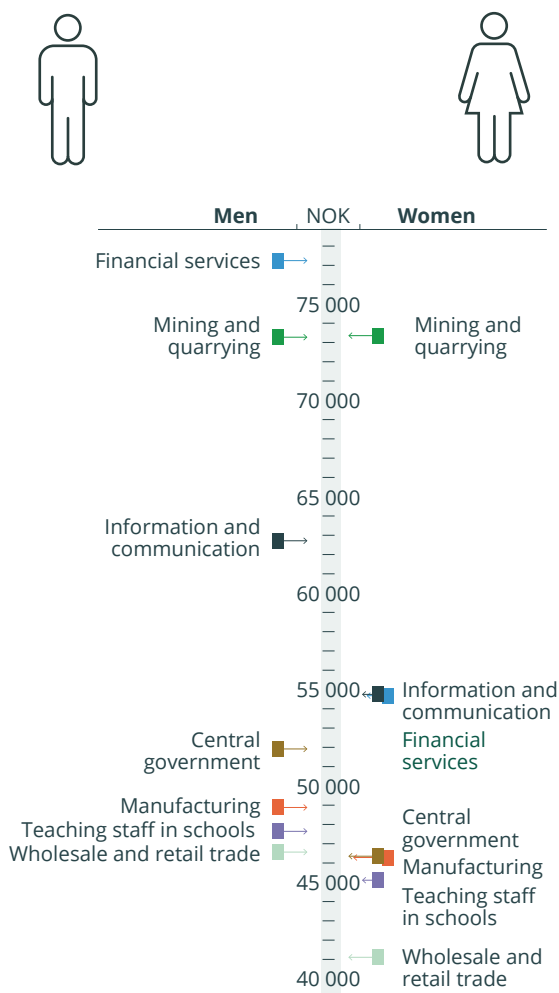 Men NOK Women
Financial services
75 000
Mining and
quarrying
Mining and
quarrying
70 000
65 000
Information and
communication
60 000
55 000
Information and
communication
Central
government
Financial
services
50 000
Manufacturing
Teaching staff in schools
Wholesale and retail trade
Central
government
Manufacturing
45 000
Teaching staff
in schools
Wholesale and
retail trade
40 000